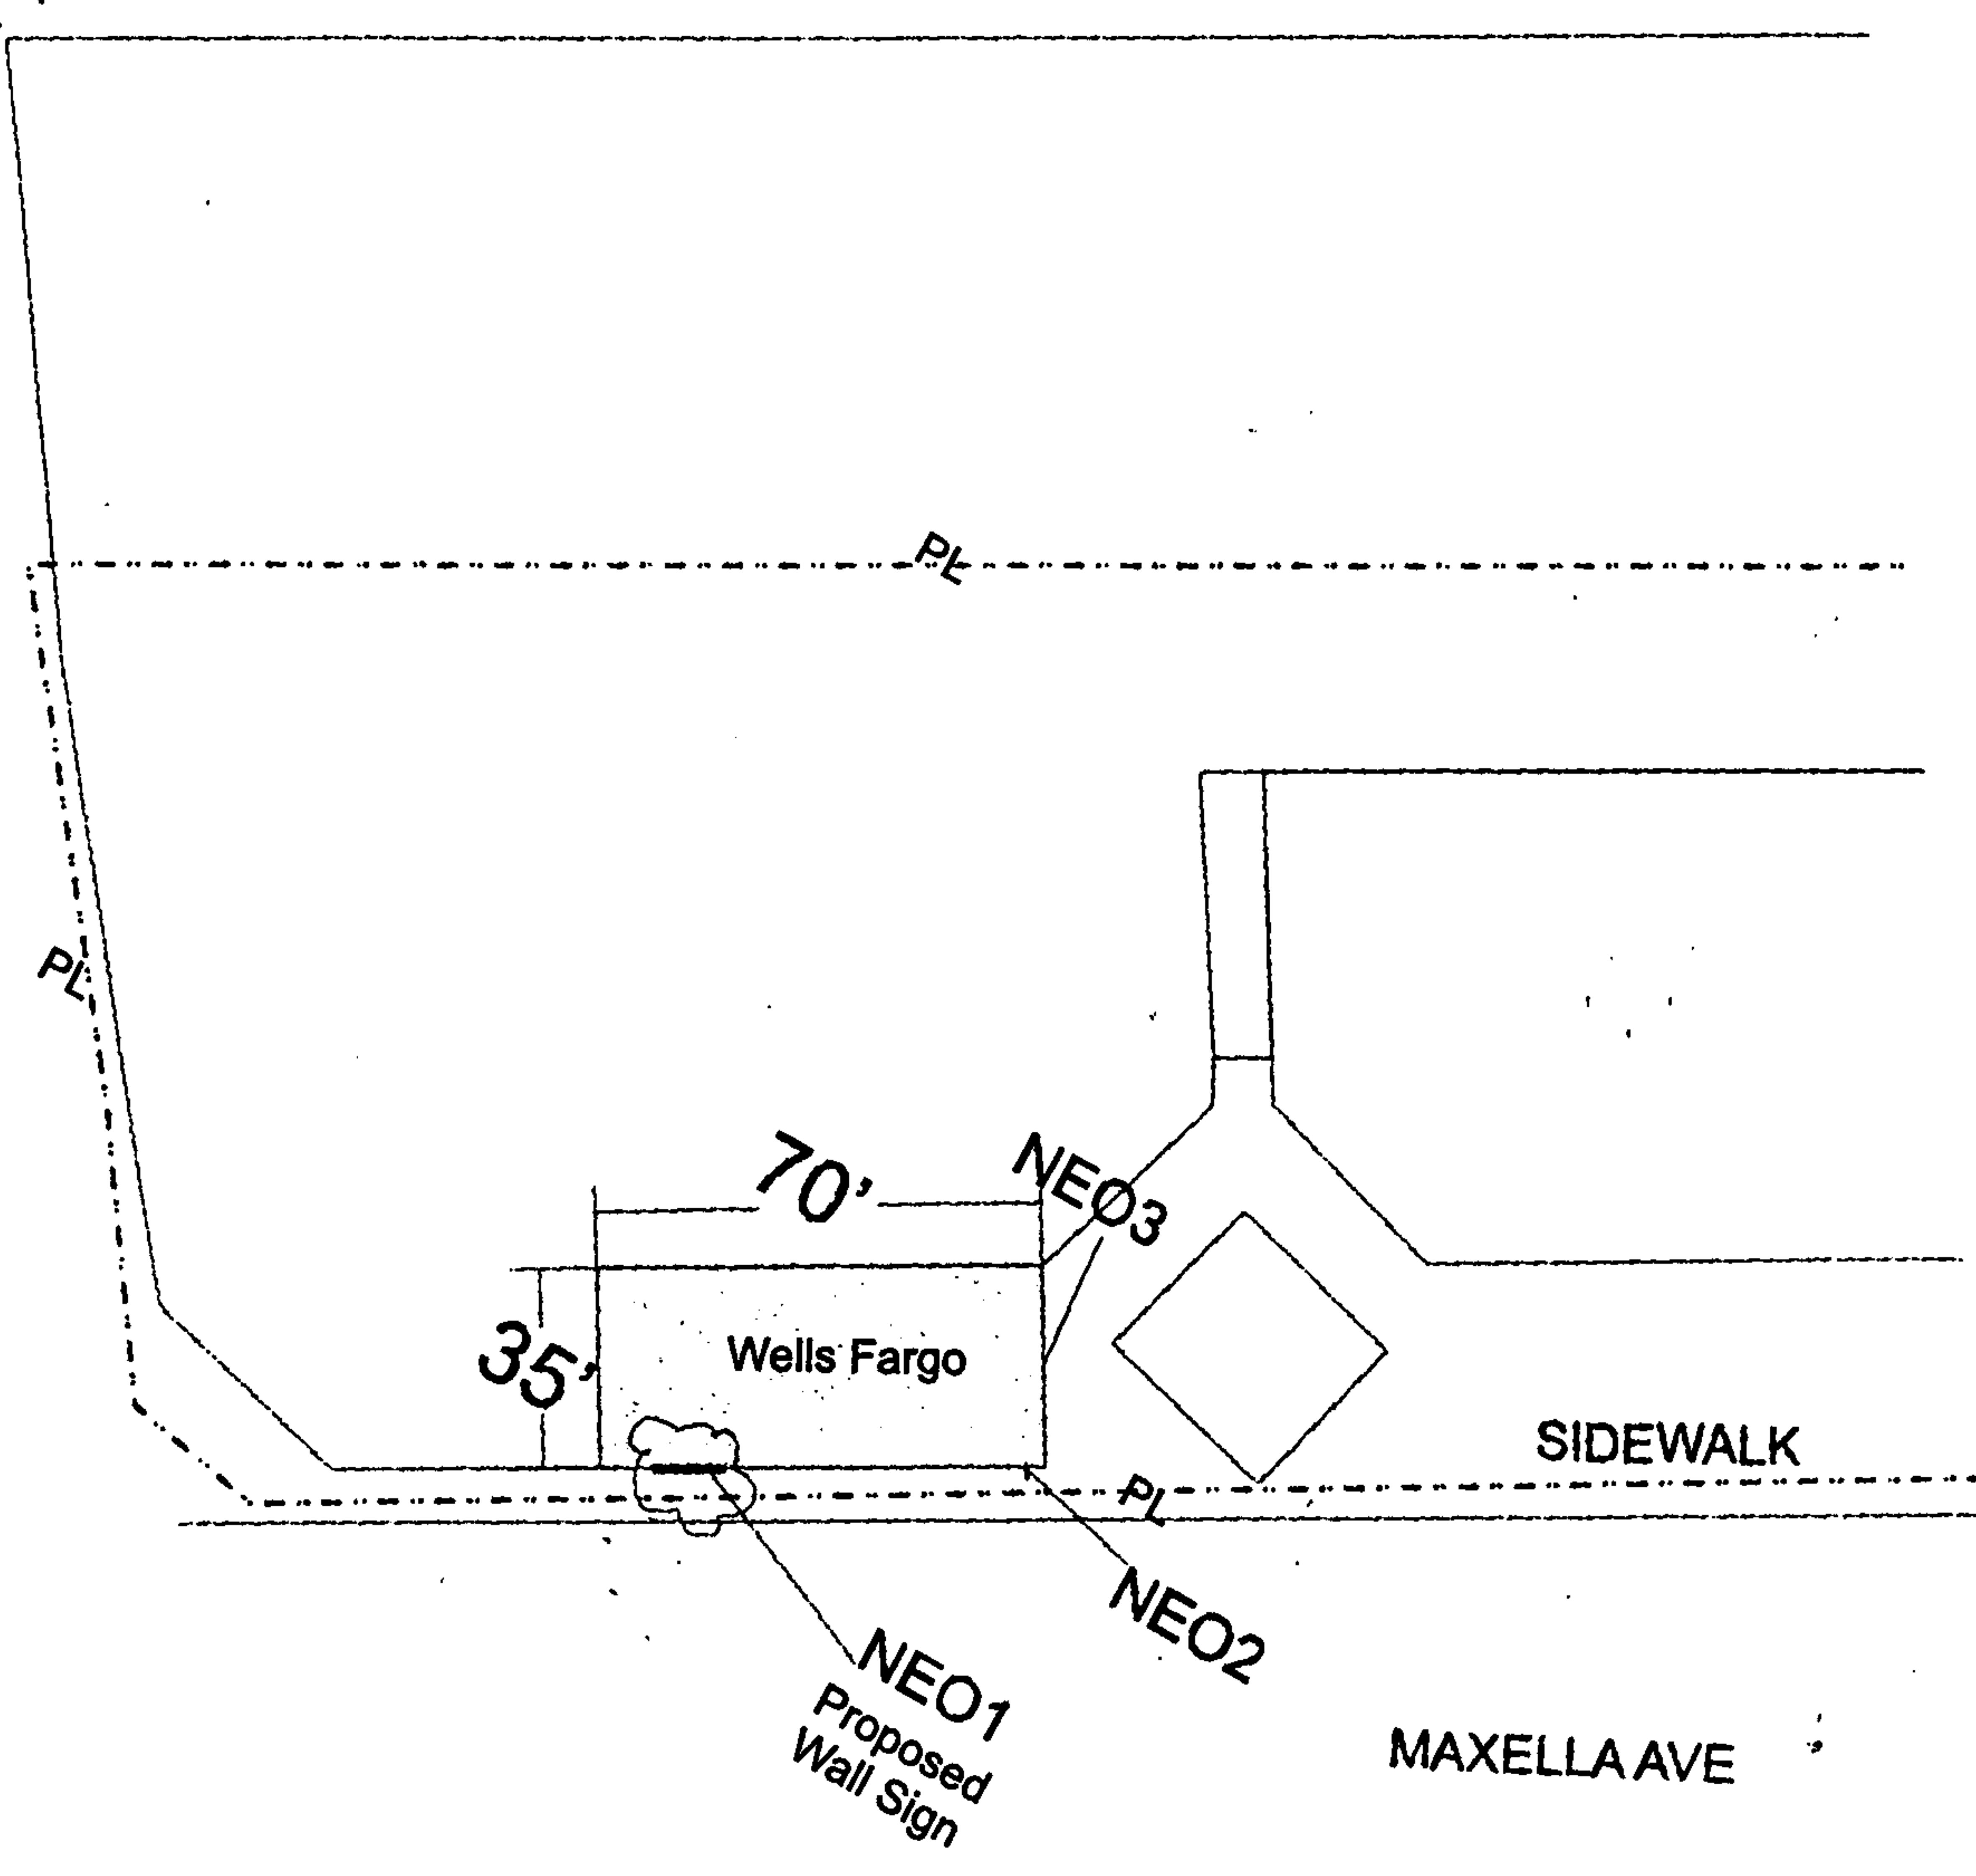 PL
PL
70'
NEO3
35'
Wells Fargo
SIDEWALK
PL
NEO2
NEO1
Proposed
Wall Sign
MAXELLA AVE